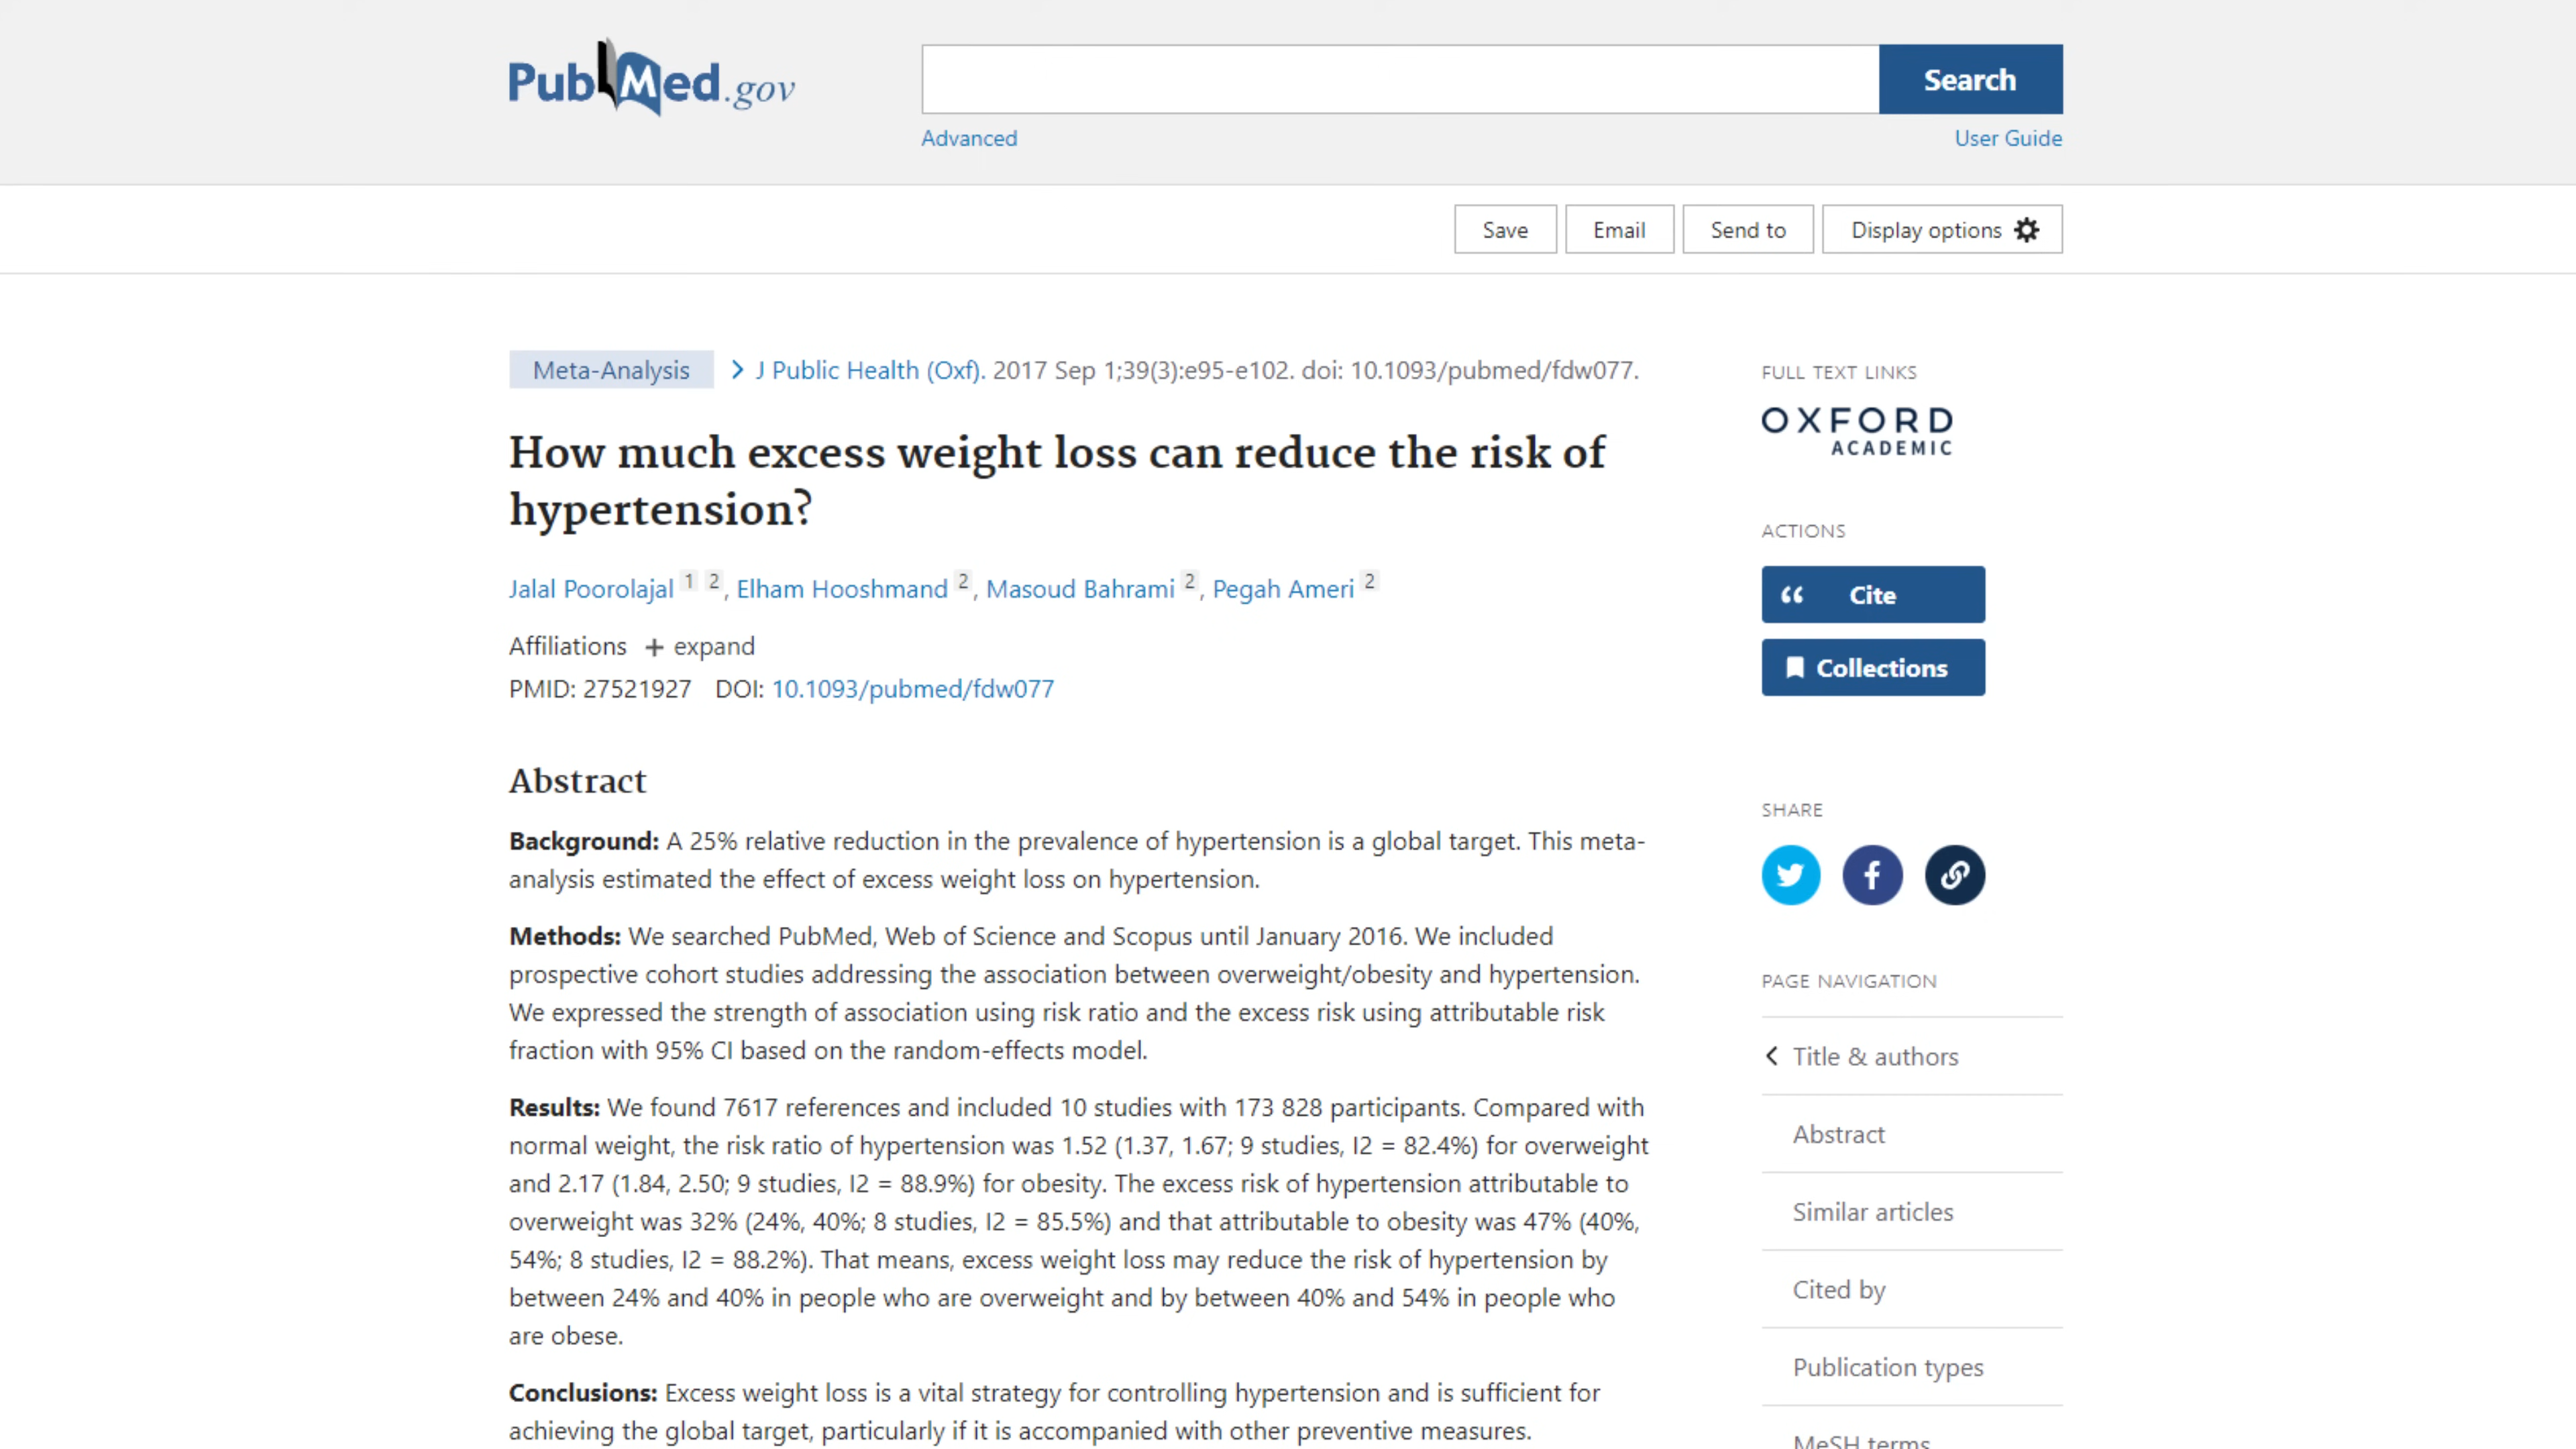 PubMed.gov
Search
Advanced
User Guide
Save
Email
Send to
Display options
Meta-Analysis
J Public Health (Oxf). 2017 Sep 1;39(3):e95-e102. doi: 10.1093/pubmed/fdw077.
How much excess weight loss can reduce the risk of
hypertension?
Jalal Poorolajal 1 2, Elham Hooshmand 2, Masoud Bahrami 2, Pegah Ameri 2
Affiliations + expand
PMID: 27521927 DOI: 10.1093/pubmed/fdw077
Abstract
Background: A 25% relative reduction in the prevalence of hypertension is a global target. This meta-
analysis estimated the effect of excess weight loss on hypertension.
Methods: We searched PubMed, Web of Science and Scopus until January 2016. We included
prospective cohort studies addressing the association between overweight/obesity and hypertension.
We expressed the strength of association using risk ratio and the excess risk using attributable risk
fraction with 95% CI based on the random-effects model.
Results: We found 7617 references and included 10 studies with 173 828 participants. Compared with
normal weight, the risk ratio of hypertension was 1.52 (1.37, 1.67; 9 studies, I2 = 82.4%) for overweight
and 2.17 (1.84, 2.50; 9 studies, I2 = 88.9%) for obesity. The excess risk of hypertension attributable to
overweight was 32% (24%, 40%; 8 studies, I2 = 85.5%) and that attributable to obesity was 47% (40%,
54%; 8 studies, I2 = 88.2%). That means, excess weight loss may reduce the risk of hypertension by
between 24% and 40% in people who are overweight and by between 40% and 54% in people who
are obese.
Conclusions: Excess weight loss is a vital strategy for controlling hypertension and is sufficient for
achieving the global target, particularly if it is accompanied with other preventive measures.
FULL TEXT LINKS
OXFORD
ACADEMIC
ACTIONS
Cite
Collections
SHARE
PAGE NAVIGATION
Title & authors
Abstract
Similar articles
Cited by
Publication types
MeSH terms